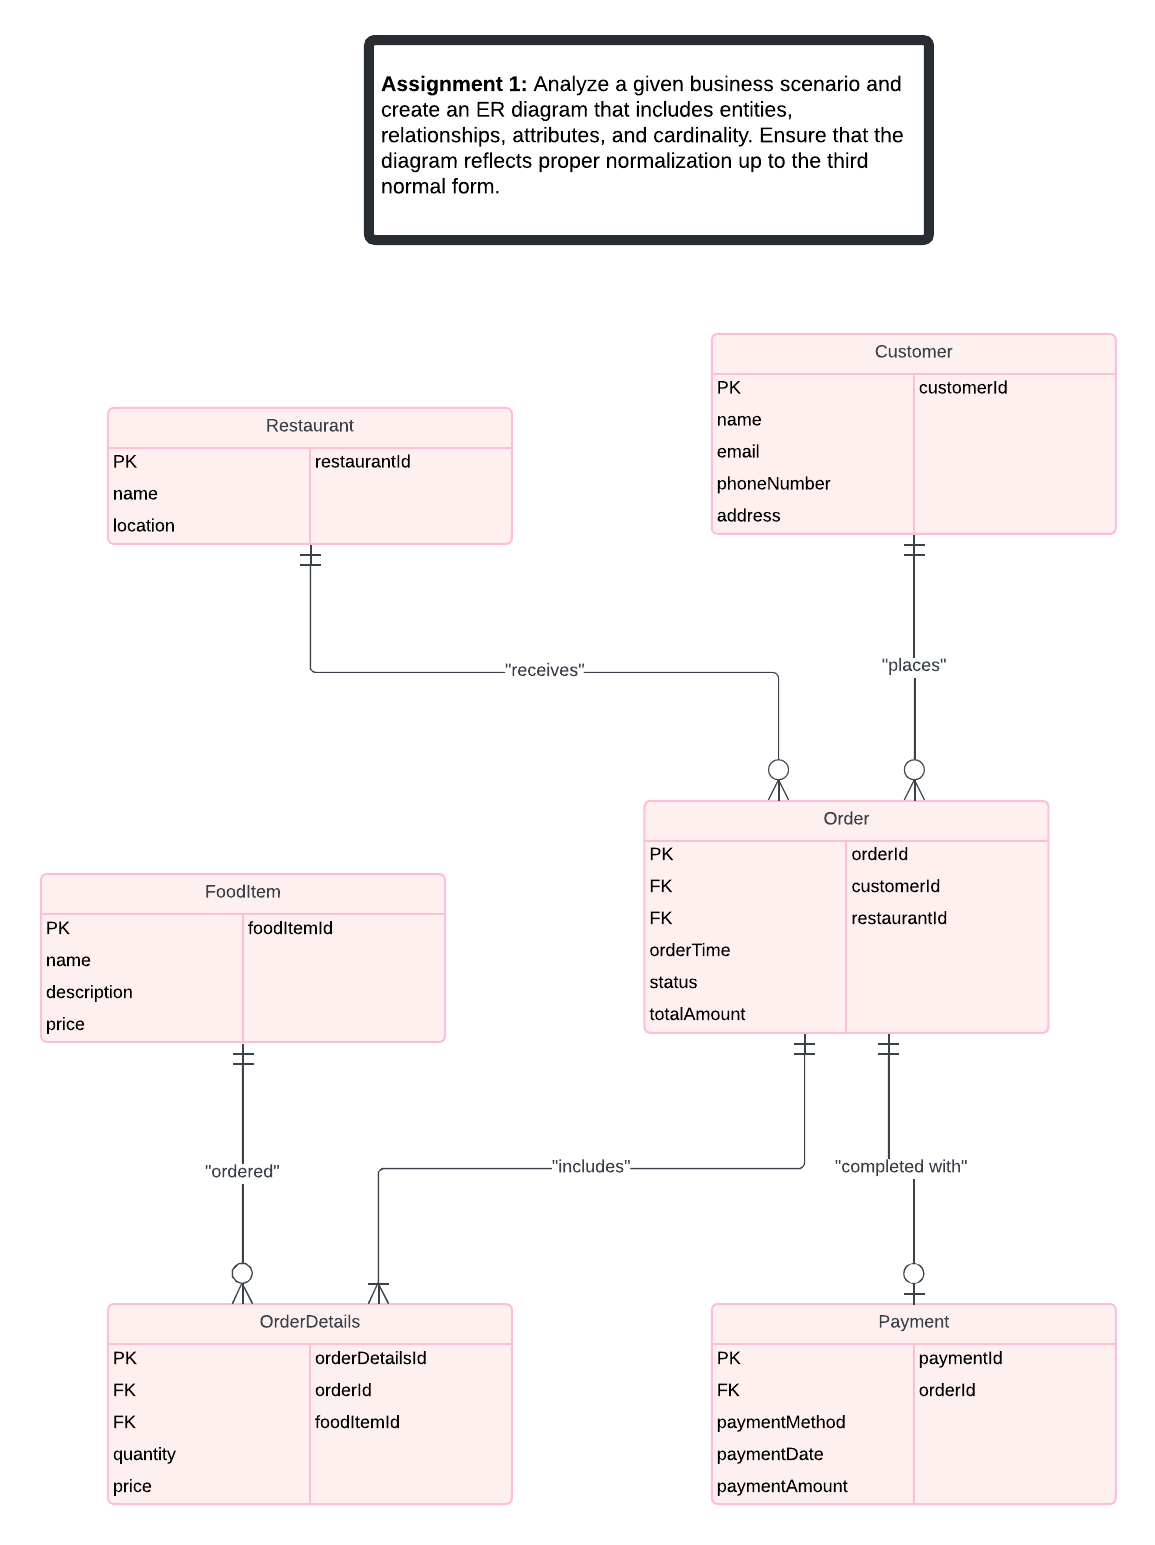 Assignment 1: Analyze a given business scenario and
create an ER diagram that includes entities,
relationships, attributes, and cardinality. Ensure that the
diagram reflects proper normalization up to the third
normal form.
Customer
PK customerId
name
email
phoneNumber
address
Restaurant
PK restaurantId
name
location
"receives"
"places"
Order
PK orderId
FK customerId
FK restaurantId
orderTime
status
totalAmount
FoodItem
PK foodItemId
name
description
price
"ordered"
"includes"
"completed with"
OrderDetails
PK orderDetailsId
FK orderId
FK foodItemId
quantity
price
Payment
PK paymentId
FK orderId
paymentMethod
paymentDate
paymentAmount